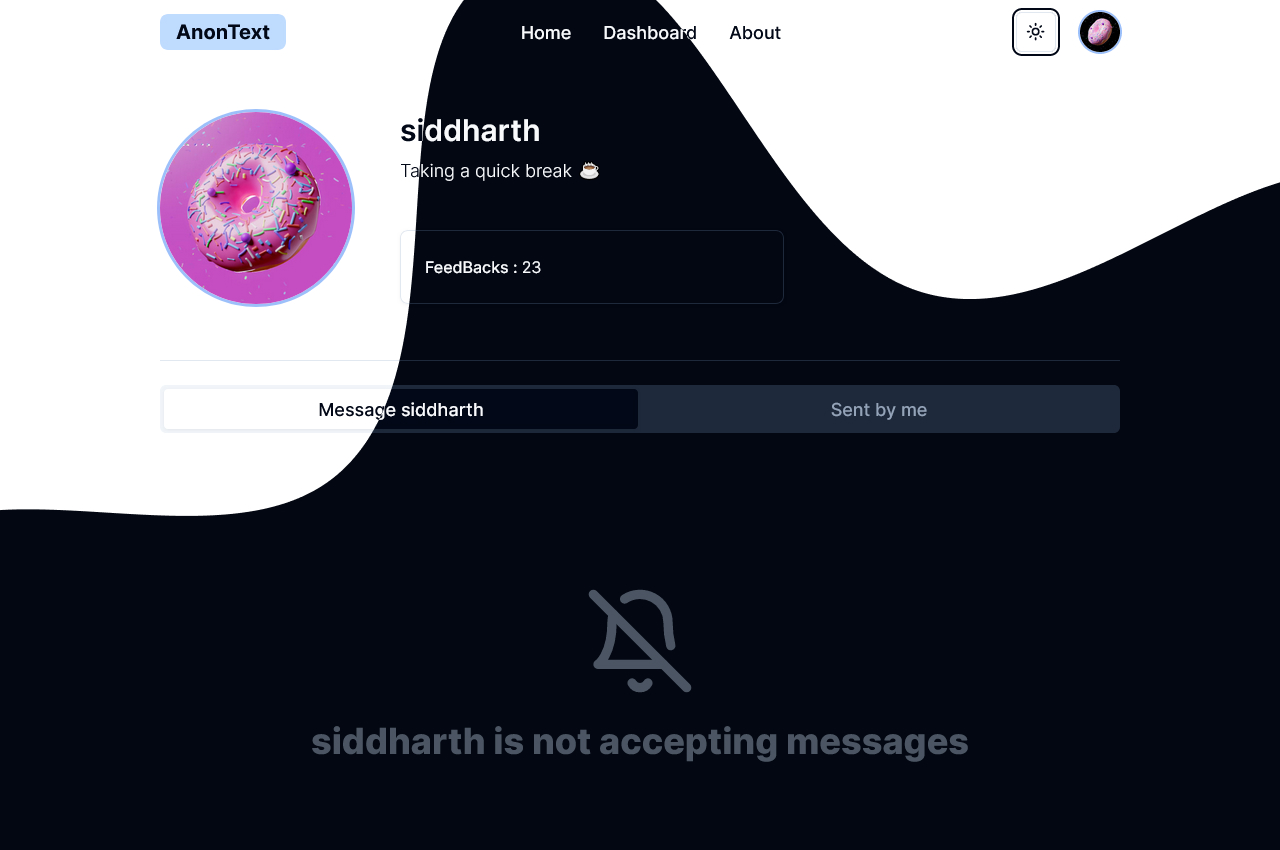 AnonText
Home Dashboard About
siddharth
Taking a quick break ☕
FeedBacks : 23
Message siddharth
Sent by me
siddharth is not accepting messages